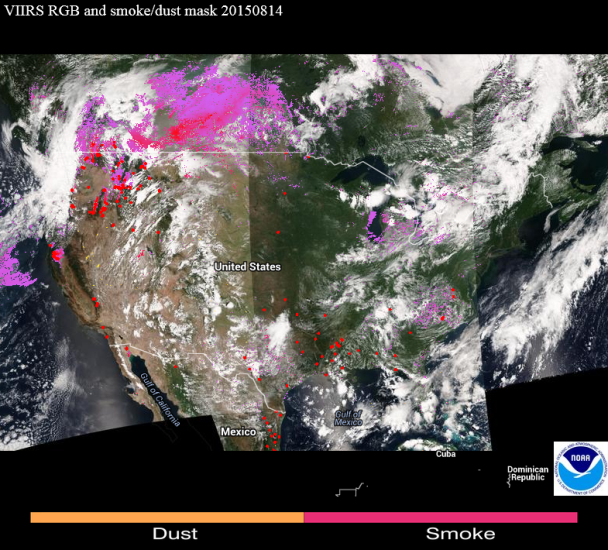 VIIRS RGB and smoke/dust mask 20150814
United States
Gulf of California
Gulf of
Mexico
Mexico
Cuba
Dominican
Republic
NOAA
Dust
Smoke